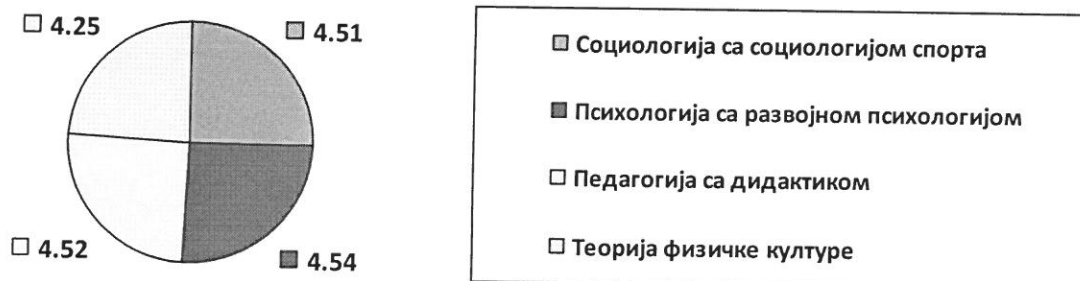 4.25
4.51
4.52
4.54
Социологија са социологијом спорта
Психологија са развојном психологијом
Педагогија са дидактиком
Теорија физичке културе